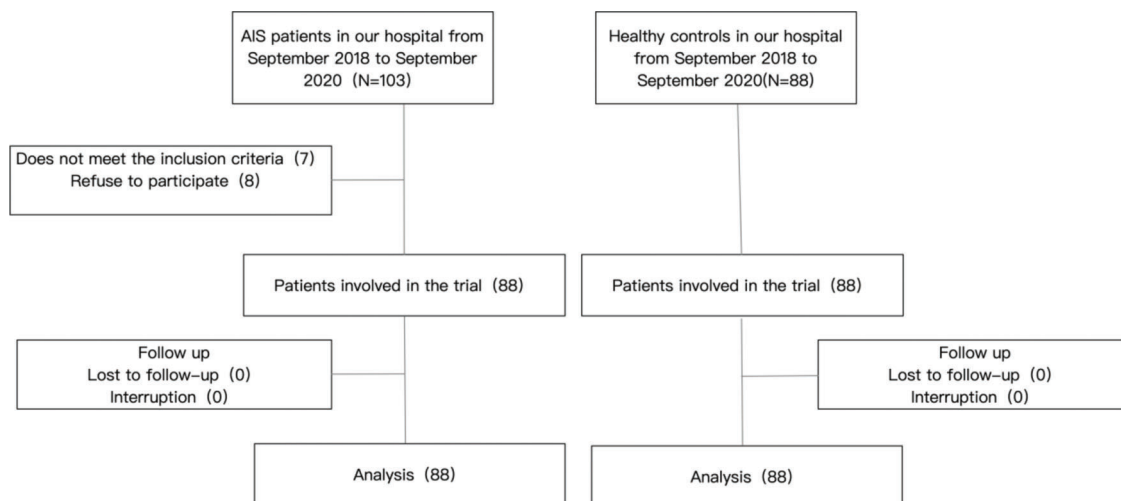 AIS patients in our hospital from
September 2018 to September
2020 (N=103)
Healthy controls in our hospital
from September 2018 to
September 2020(N=88)
Does not meet the inclusion criteria (7)
Refuse to participate (8)
Patients involved in the trial (88)
Patients involved in the trial (88)
Follow up
Lost to follow-up (0)
Interruption (0)
Follow up
Lost to follow-up (0)
Interruption (0)
Analysis (88)
Analysis (88)